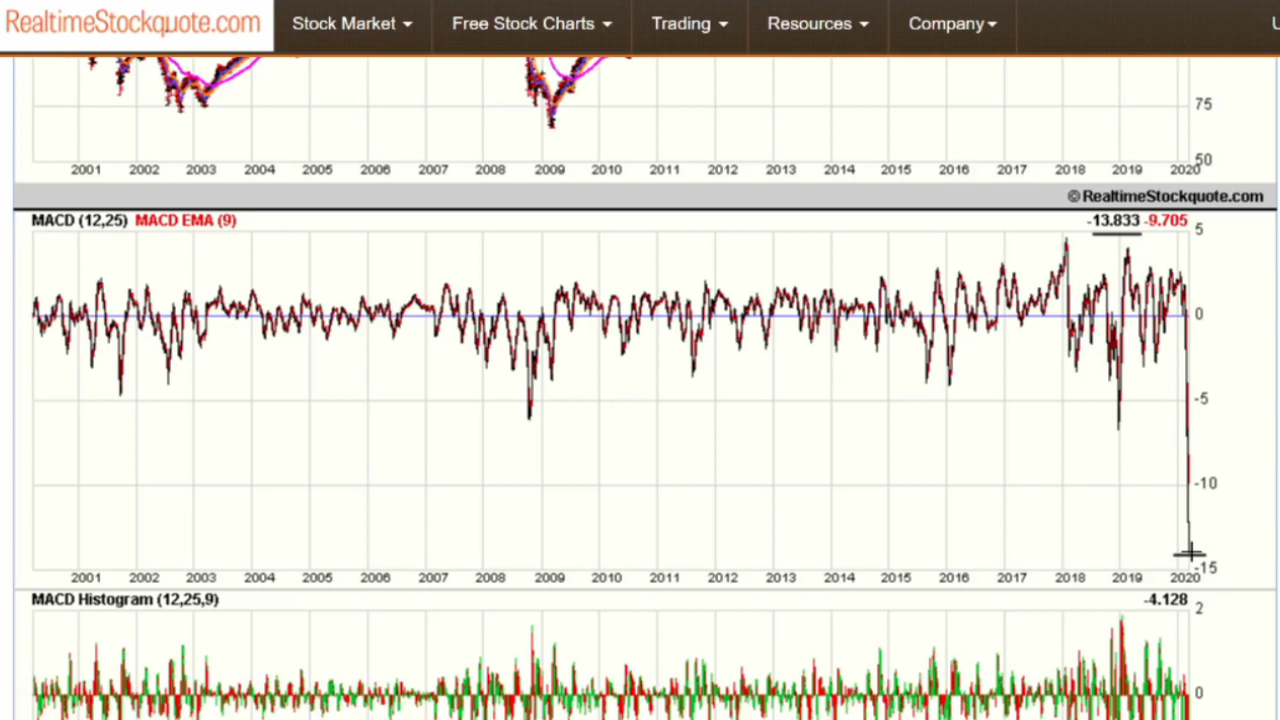 RealtimeStockquote.com Stock Market Free Stock Charts Trading Resources Company U
75
50
2001 2002 2003 2004 2005 2006 2007 2008 2009 2010 2011 2012 2013 2014 2015 2016 2017 2018 2019 2020
© RealtimeStockquote.com
MACD (12,25) MACD EMA (9) -13.833 -9.705
5
0
-5
-10
-15
2001 2002 2003 2004 2005 2006 2007 2008 2009 2010 2011 2012 2013 2014 2015 2016 2017 2018 2019 2020
MACD Histogram (12,25,9) -4.128
2
0